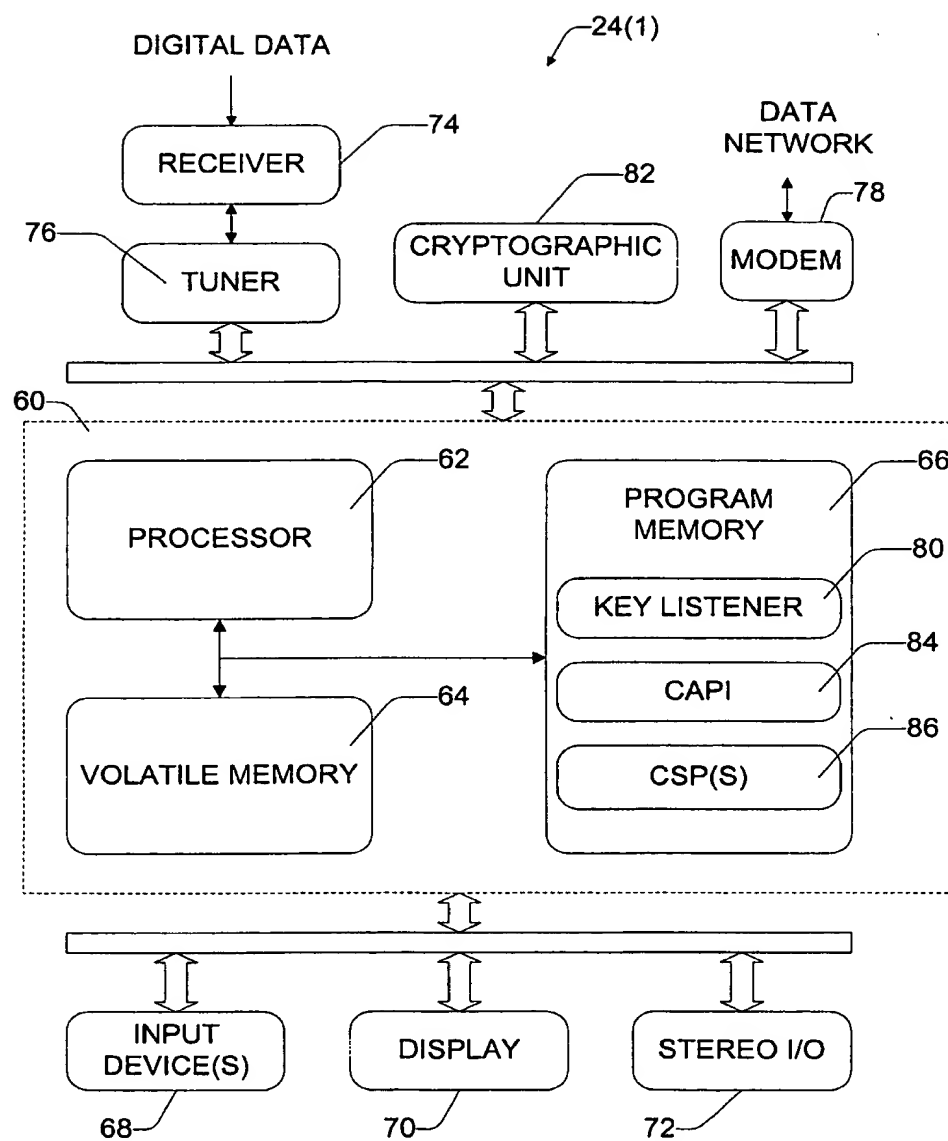 24(1)
DIGITAL DATA
74
RECEIVER
DATA
NETWORK
82
78
76
CRYPTOGRAPHIC
UNIT
MODEM
TUNER
60
62
66
PROGRAM
MEMORY
PROCESSOR
80
KEY LISTENER
84
64
CAPI
86
VOLATILE MEMORY
CSP(S)
INPUT
DEVICE(S)
DISPLAY
STEREO I/O
68
70
72